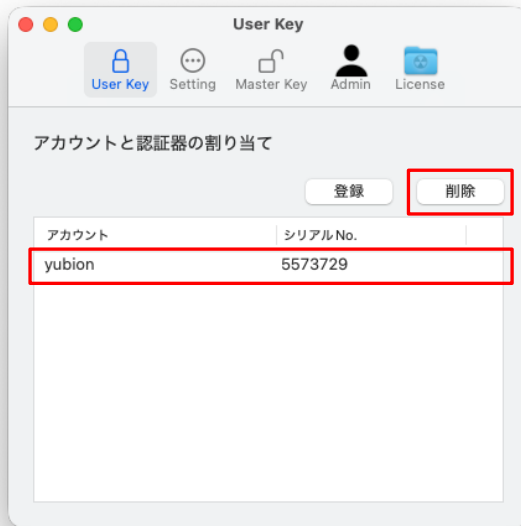 User Key
User Key Setting Master Key Admin License
アカウントと認証器の割り当て
登録 削除
アカウント シリアルNo.
yubion 5573729